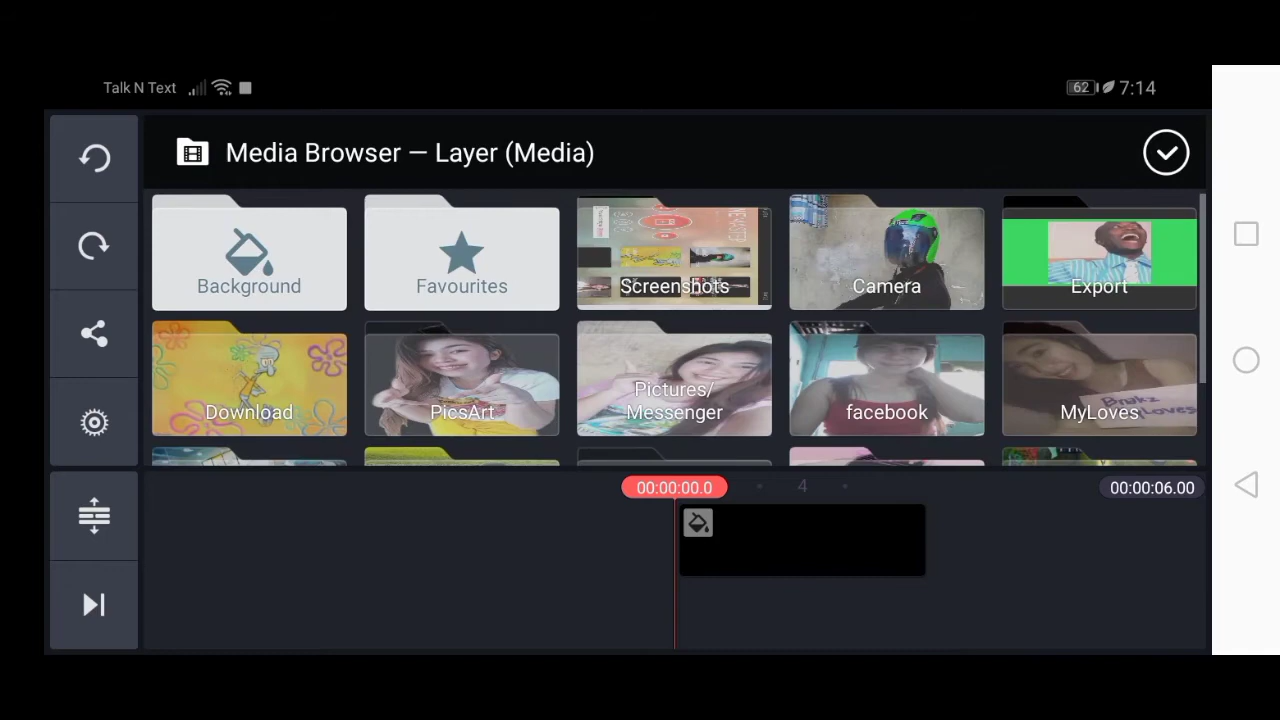 Talk N Text
62
7:14
Media Browser — Layer (Media)
Background
Favourites
Screenshots
Camera
Export
Download
PicsArt
Pictures/
Messenger
facebook
MyLoves
00:00:00.0
4
00:00:06.00